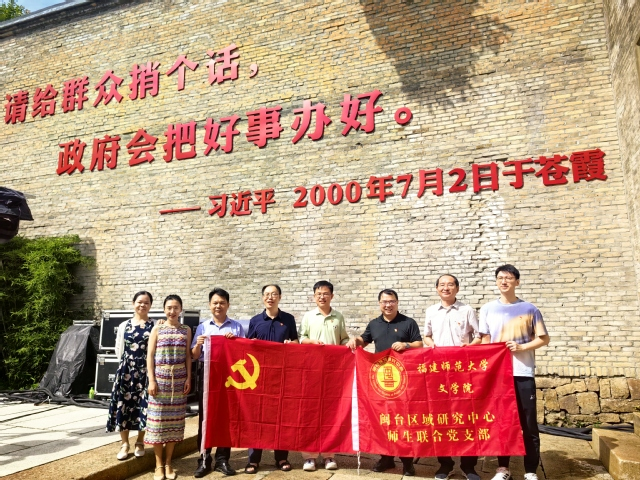 请给群众捎个话，
政府会把好事办好。
——习近平 2000年7月2日于苍霞
福建师范大学
文学院
闽台区域研究中心
师生联合党支部